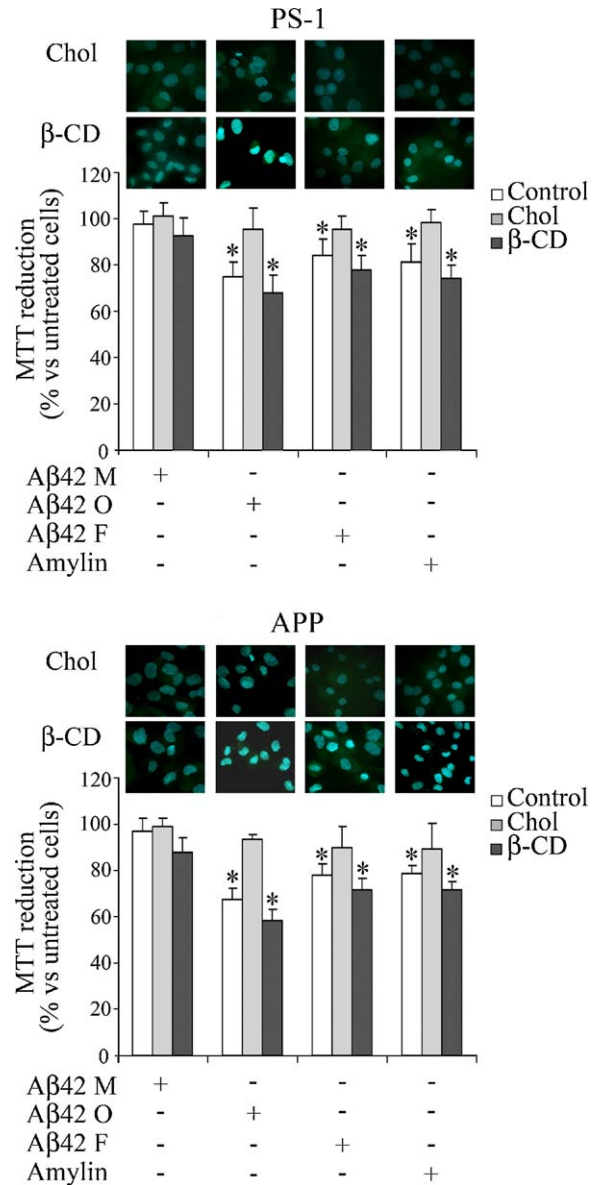 PS-1
Chol
β-CD
120
100
80
60
40
20
0
MTT reduction
(% vs untreated cells)
* * * * * *
Control
Chol
β-CD
Aβ42 M + - - -
Aβ42 O - + - -
Aβ42 F - - + -
Amylin - - - +
APP
Chol
β-CD
120
100
80
60
40
20
0
MTT reduction
(% vs untreated cells)
* * * * * *
Control
Chol
β-CD
Aβ42 M + - - -
Aβ42 O - + - -
Aβ42 F - - + -
Amylin - - - +